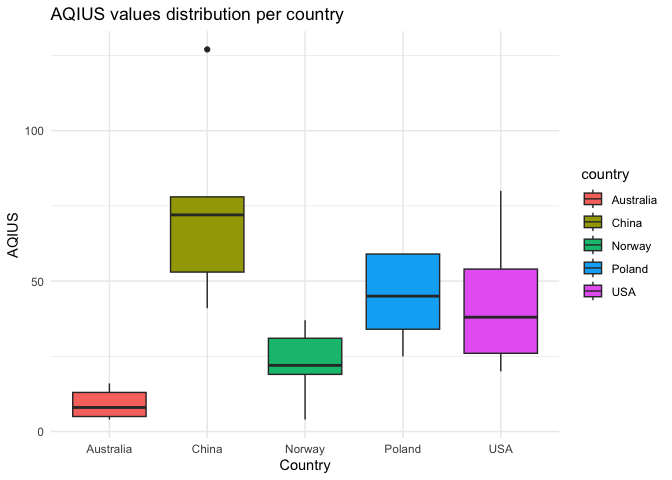 AQIUS values distribution per country
AQIUS
100
50
0
Australia
China
Norway
Poland
USA
Country
country
Australia
China
Norway
Poland
USA